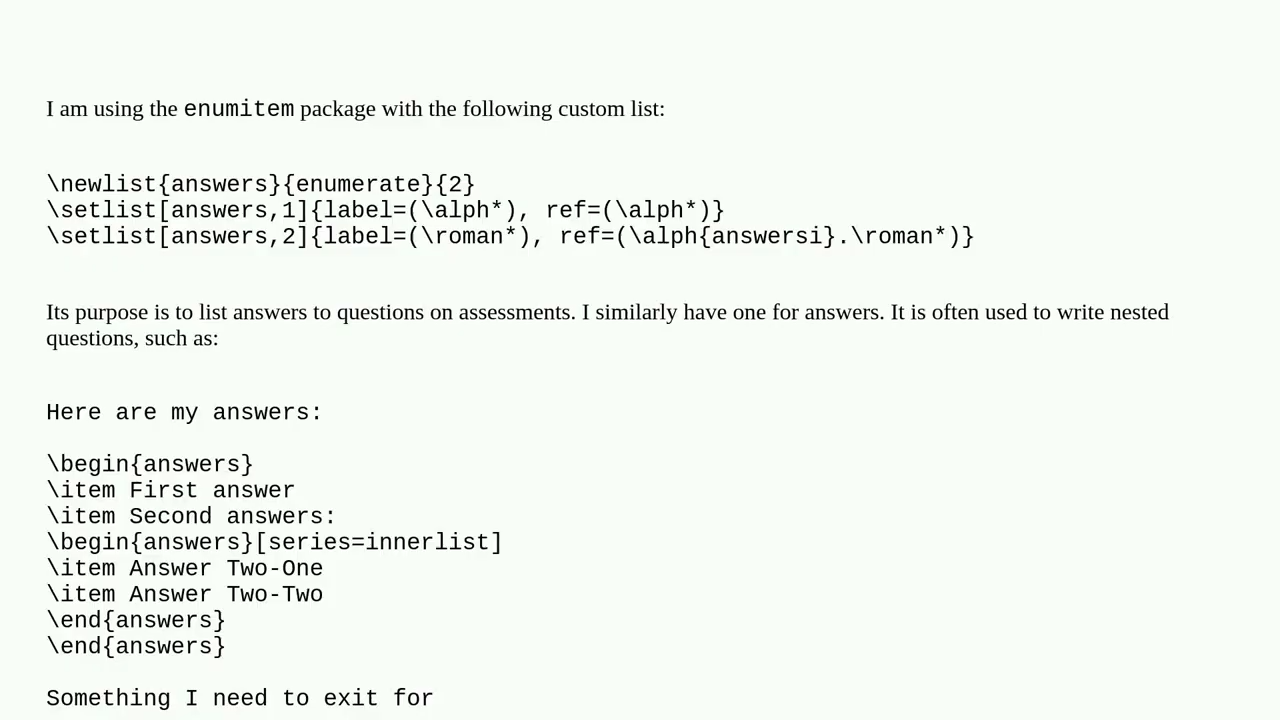 I am using the enumitem package with the following custom list:
\newlist{answers}{enumerate}{2}
\setlist[answers,1]{label=(\alph*), ref=(\alph*)}
\setlist[answers,2]{label=(\roman*), ref=(\alph{answersi}.\roman*)}
Its purpose is to list answers to questions on assessments. I similarly have one for answers. It is often used to write nested
questions, such as:
Here are my answers:
\begin{answers}
\item First answer
\item Second answers:
\begin{answers}[series=innerlist]
\item Answer Two-One
\item Answer Two-Two
\end{answers}
\end{answers}
Something I need to exit for